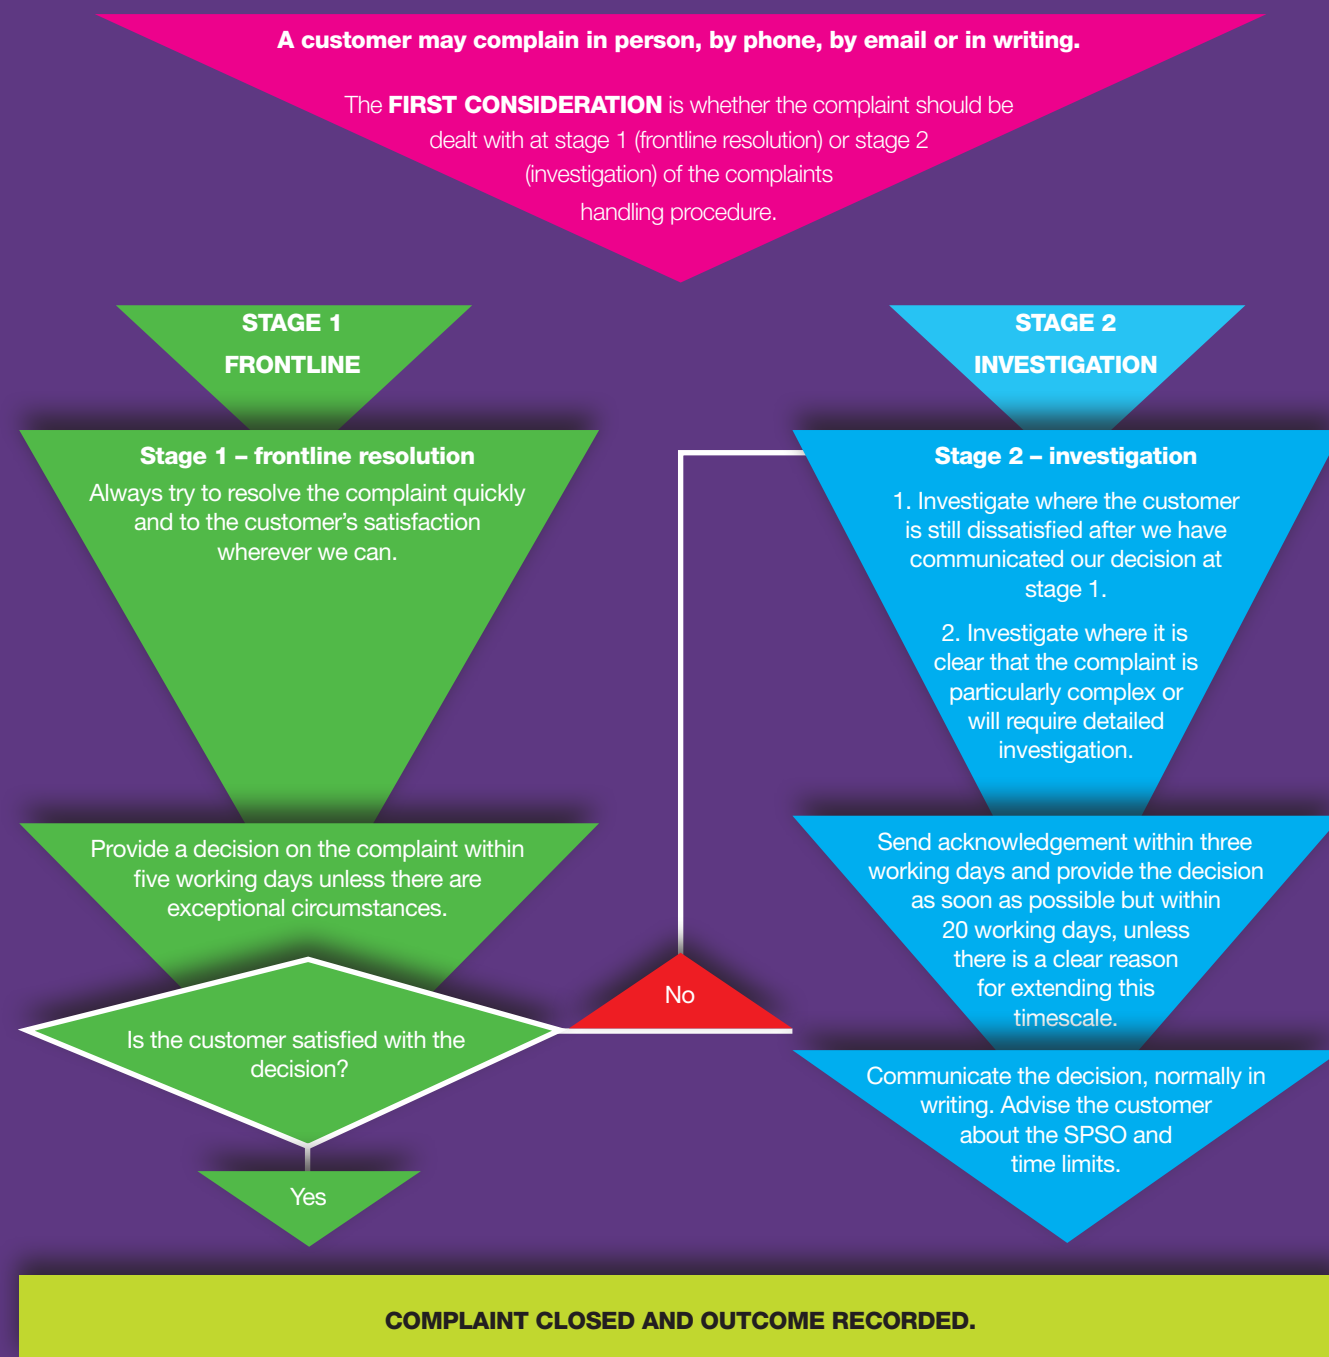 A customer may complain in person, by phone, by email or in writing.
The FIRST CONSIDERATION is whether the complaint should be
dealt with at stage 1 (frontline resolution) or stage 2
(investigation) of the complaints
handling procedure.
STAGE 1
FRONTLINE
Stage 1 – frontline resolution
Always try to resolve the complaint quickly
and to the customer’s satisfaction
wherever we can.
Provide a decision on the complaint within
five working days unless there are
exceptional circumstances.
Is the customer satisfied with the
decision?
Yes
No
STAGE 2
INVESTIGATION
Stage 2 – investigation
1. Investigate where the customer
is still dissatisfied after we have
communicated our decision at
stage 1.
2. Investigate where it is
clear that the complaint is
particularly complex or
will require detailed
investigation.
Send acknowledgement within three
working days and provide the decision
as soon as possible but within
20 working days, unless
there is a clear reason
for extending this
timescale.
Communicate the decision, normally in
writing. Advise the customer
about the SPSO and
time limits.
COMPLAINT CLOSED AND OUTCOME RECORDED.